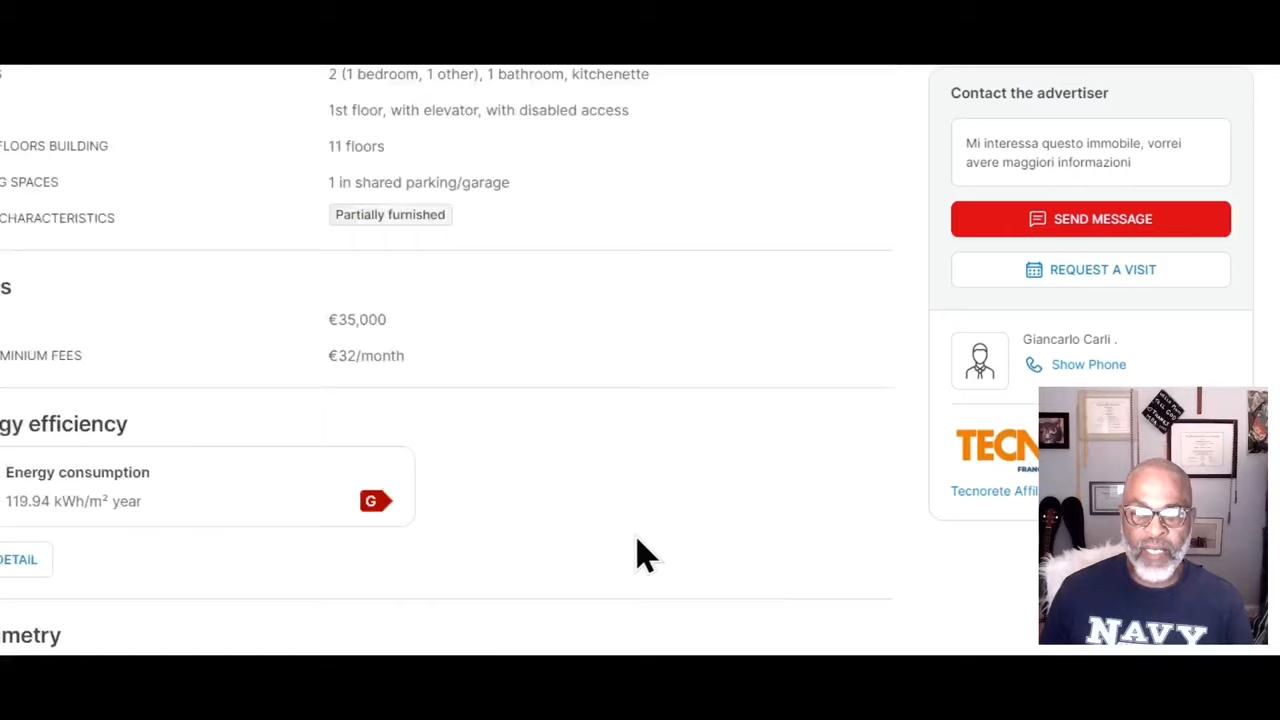 2 (1 bedroom, 1 other), 1 bathroom, kitchenette
1st floor, with elevator, with disabled access
FLOORS BUILDING
11 floors
G SPACES
1 in shared parking/garage
CHARACTERISTICS
Partially furnished
s
€35,000
MINIUM FEES
€32/month
gy efficiency
Energy consumption
119.94 kWh/m² year
G
DETAIL
metry
Contact the advertiser
Mi interessa questo immobile, vorrei
avere maggiori informazioni
SEND MESSAGE
REQUEST A VISIT
Giancarlo Carli .
Show Phone
TECN
FRANC
Tecnorete Affil
NAVY